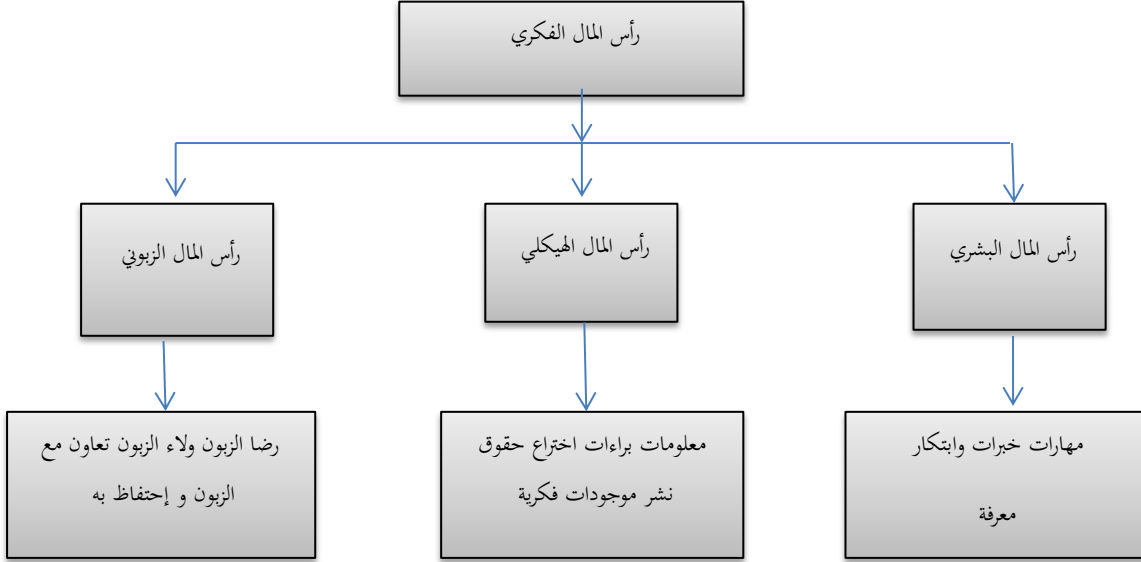 رأس المال الفكري
رأس المال البشري
رأس المال الهيكلي
رأس المال الزبوني
مهارات خبرات وابتكار
معرفة
معلومات براءات اختراع حقوق
نشر موجودات فكرية
رضا الزبون ولاء الزبون تعاون مع
الزبون و إحتفاظ به